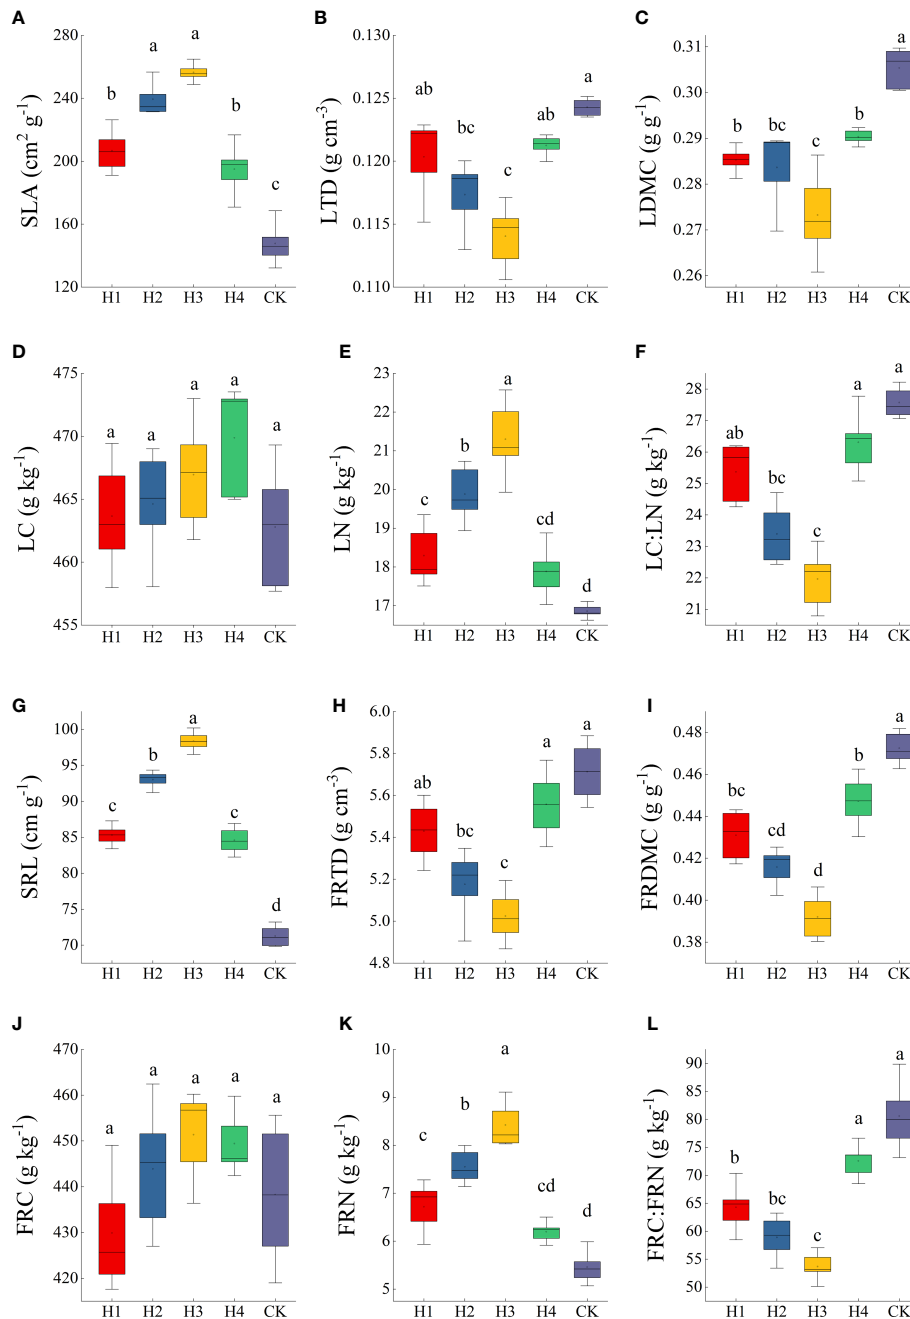 A
280
240
200
160
120
SLA (cm² g⁻¹)
b
a
a
b
c
H1 H2 H3 H4 CK
B
0.130
0.125
0.120
0.115
0.110
LTD (g cm⁻³)
ab
bc
c
ab
a
H1 H2 H3 H4 CK
C
0.31
0.30
0.29
0.28
0.27
0.26
LDMC (g g⁻¹)
b
bc
c
b
a
H1 H2 H3 H4 CK
D
475
470
465
460
455
LC (g kg⁻¹)
a
a
a
a
a
H1 H2 H3 H4 CK
E
23
22
21
20
19
18
17
LN (g kg⁻¹)
c
b
a
cd
d
H1 H2 H3 H4 CK
F
28
27
26
25
24
23
22
21
LC:LN (g kg⁻¹)
ab
bc
c
a
a
H1 H2 H3 H4 CK
G
100
95
90
85
80
75
70
SRL (cm g⁻¹)
c
b
a
c
d
H1 H2 H3 H4 CK
H
6.0
5.8
5.6
5.4
5.2
5.0
4.8
FRTD (g cm⁻³)
ab
bc
c
a
a
H1 H2 H3 H4 CK
I
0.48
0.46
0.44
0.42
0.40
0.38
FRDMC (g g⁻¹)
bc
cd
d
b
a
H1 H2 H3 H4 CK
J
470
460
450
440
430
420
FRC (g kg⁻¹)
a
a
a
a
a
H1 H2 H3 H4 CK
K
10
9
8
7
6
5
FRN (g kg⁻¹)
c
b
a
cd
d
H1 H2 H3 H4 CK
L
90
85
80
75
70
65
60
55
50
FRC:FRN (g kg⁻¹)
b
bc
c
a
a
H1 H2 H3 H4 CK